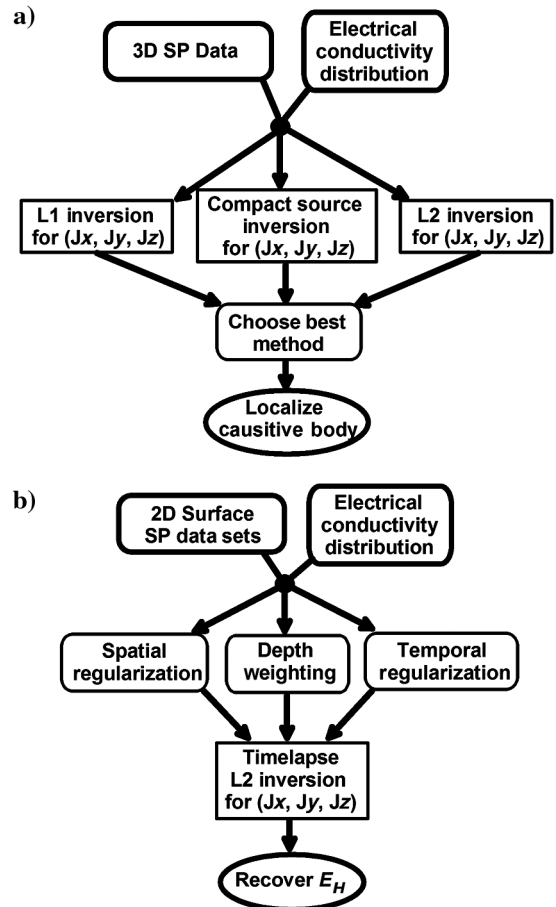 a)
3D SP Data
Electrical
conductivity
distribution
L1 inversion
for (Jx, Jy, Jz)
Compact source
inversion
for (Jx, Jy, Jz)
L2 inversion
for (Jx, Jy, Jz)
Choose best
method
Localize
causitive body
b)
2D Surface
SP data sets
Electrical
conductivity
distribution
Spatial
regularization
Depth
weighting
Temporal
regularization
Timelapse
L2 inversion
for (Jx, Jy, Jz)
Recover E_H